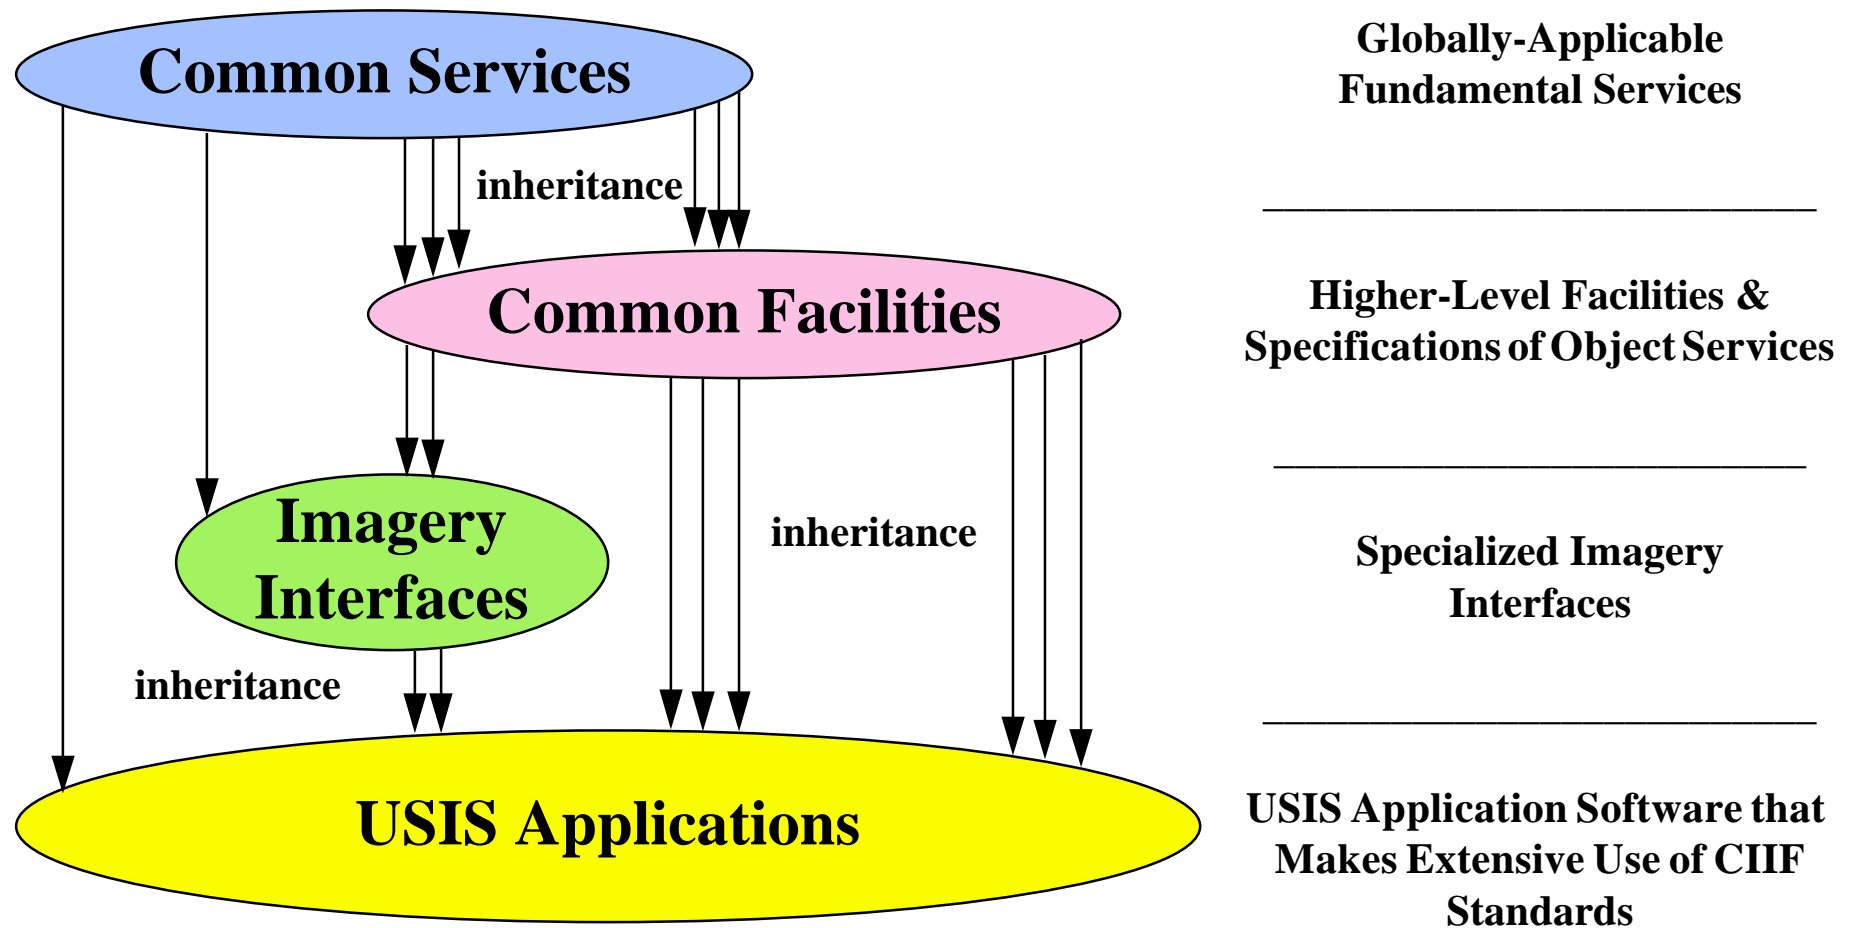 Common Services
Globally-Applicable
Fundamental Services
inheritance
Common Facilities
Higher-Level Facilities &
Specifications of Object Services
Imagery
Interfaces
inheritance
Specialized Imagery
Interfaces
inheritance
USIS Applications
USIS Application Software that
Makes Extensive Use of CIIF
Standards